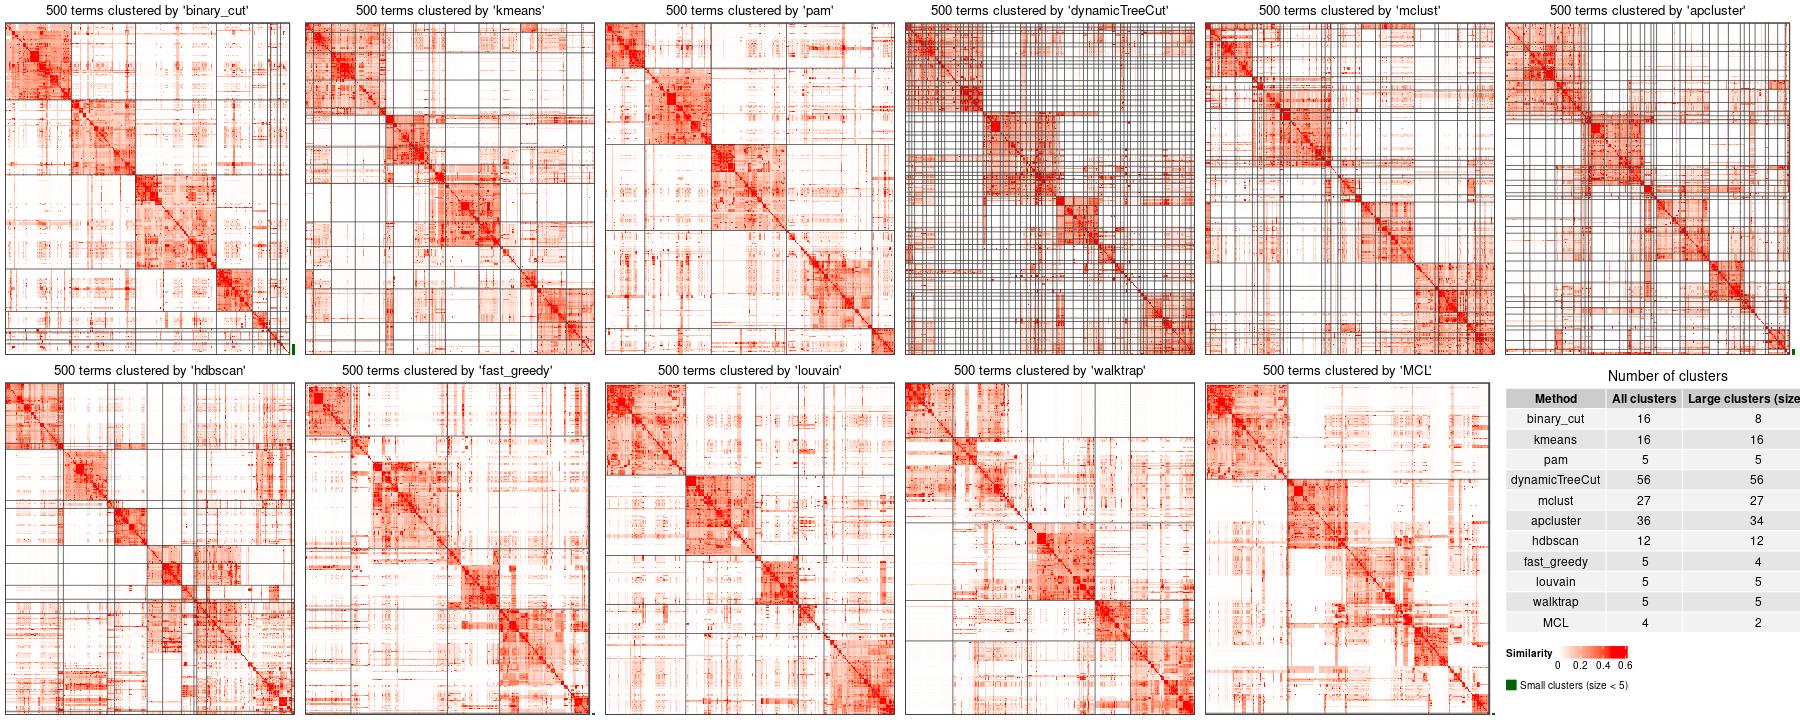 500 terms clustered by 'binary_cut'
500 terms clustered by 'kmeans'
500 terms clustered by 'pam'
500 terms clustered by 'dynamicTreeCut'
500 terms clustered by 'mclust'
500 terms clustered by 'apcluster'
500 terms clustered by 'hdbscan'
500 terms clustered by 'fast_greedy'
500 terms clustered by 'louvain'
500 terms clustered by 'walktrap'
500 terms clustered by 'MCL'
Number of clusters
Method All clusters Large clusters (size
binary_cut 16 8
kmeans 16 16
pam 5 5
dynamicTreeCut 56 56
mclust 27 27
apcluster 36 34
hdbscan 12 12
fast_greedy 5 4
louvain 5 5
walktrap 5 5
MCL 4 2
Similarity
0 0.2 0.4 0.6
Small clusters (size < 5)